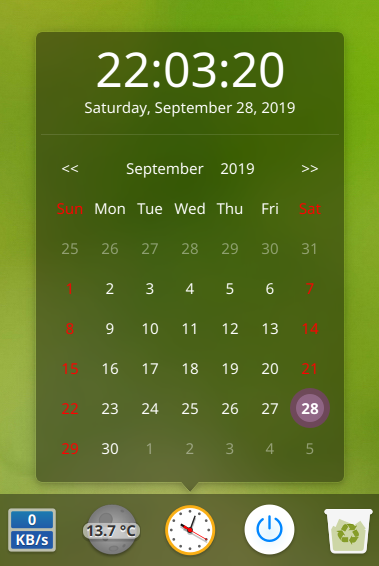 22:03:20
Saturday, September 28, 2019
<< September 2019 >>
Sun Mon Tue Wed Thu Fri Sat
25 26 27 28 29 30 31
1 2 3 4 5 6 7
8 9 10 11 12 13 14
15 16 17 18 19 20 21
22 23 24 25 26 27 28
29 30 1 2 3 4 5
0
KB/s
13.7 °C